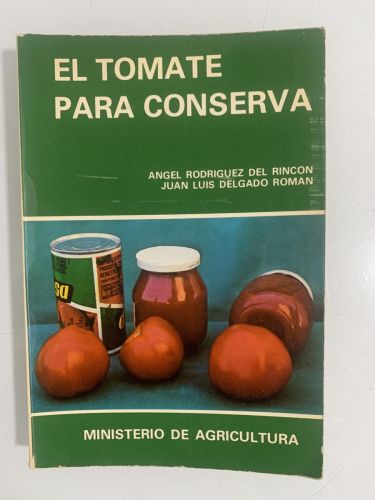 EL TOMATE
PARA CONSERVA
ANGEL RODRIGUEZ DEL RINCON
JUAN LUIS DELGADO ROMAN
MINISTERIO DE AGRICULTURA